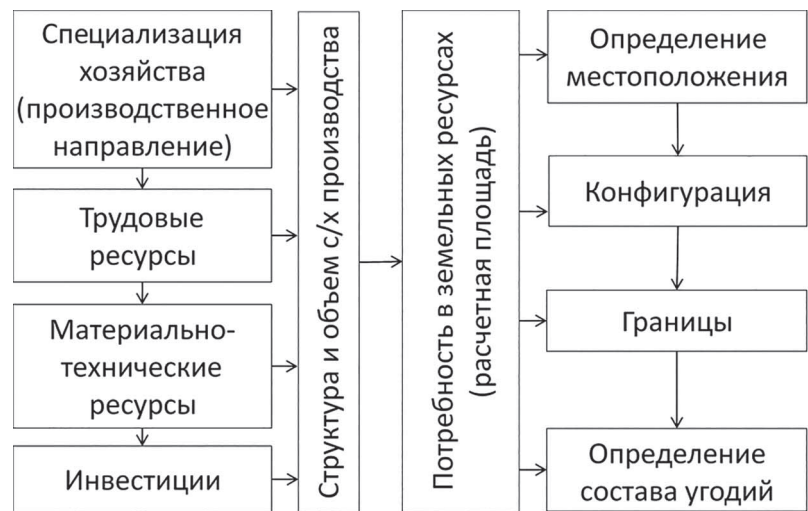 Специализация
хозяйства
(производственное
направление)
Трудовые
ресурсы
Материально-
технические
ресурсы
Инвестиции
Структура и объем с/х производства
Потребность в земельных ресурсах
(расчетная площадь)
Определение
местоположения
Конфигурация
Границы
Определение
состава угодий